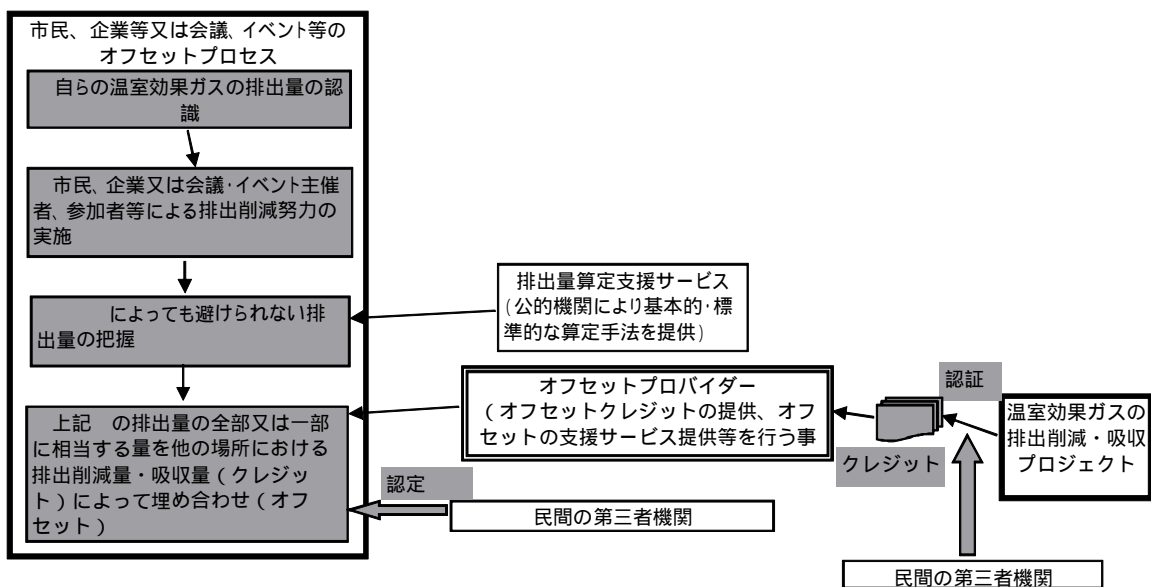 市民、企業等又は会議、イベント等の
オフセットプロセス
自らの温室効果ガスの排出量の認
識
市民、企業又は会議・イベント主催
者、参加者等による排出削減努力の
実施
によっても避けられない排
出量の把握
上記 の排出量の全部又は一部
に相当する量を他の場所における
排出削減量・吸収量（クレジッ
ト）によって埋め合わせ（オフ
セット）
排出量算定支援サービス
(公的機関により基本的・標
準的な算定手法を提供)
オフセットプロバイダー
（オフセットクレジットの提供、オフ
セットの支援サービス提供等を行う事
認定
民間の第三者機関
認証
クレジット
温室効果ガスの
排出削減・吸収
プロジェクト
民間の第三者機関